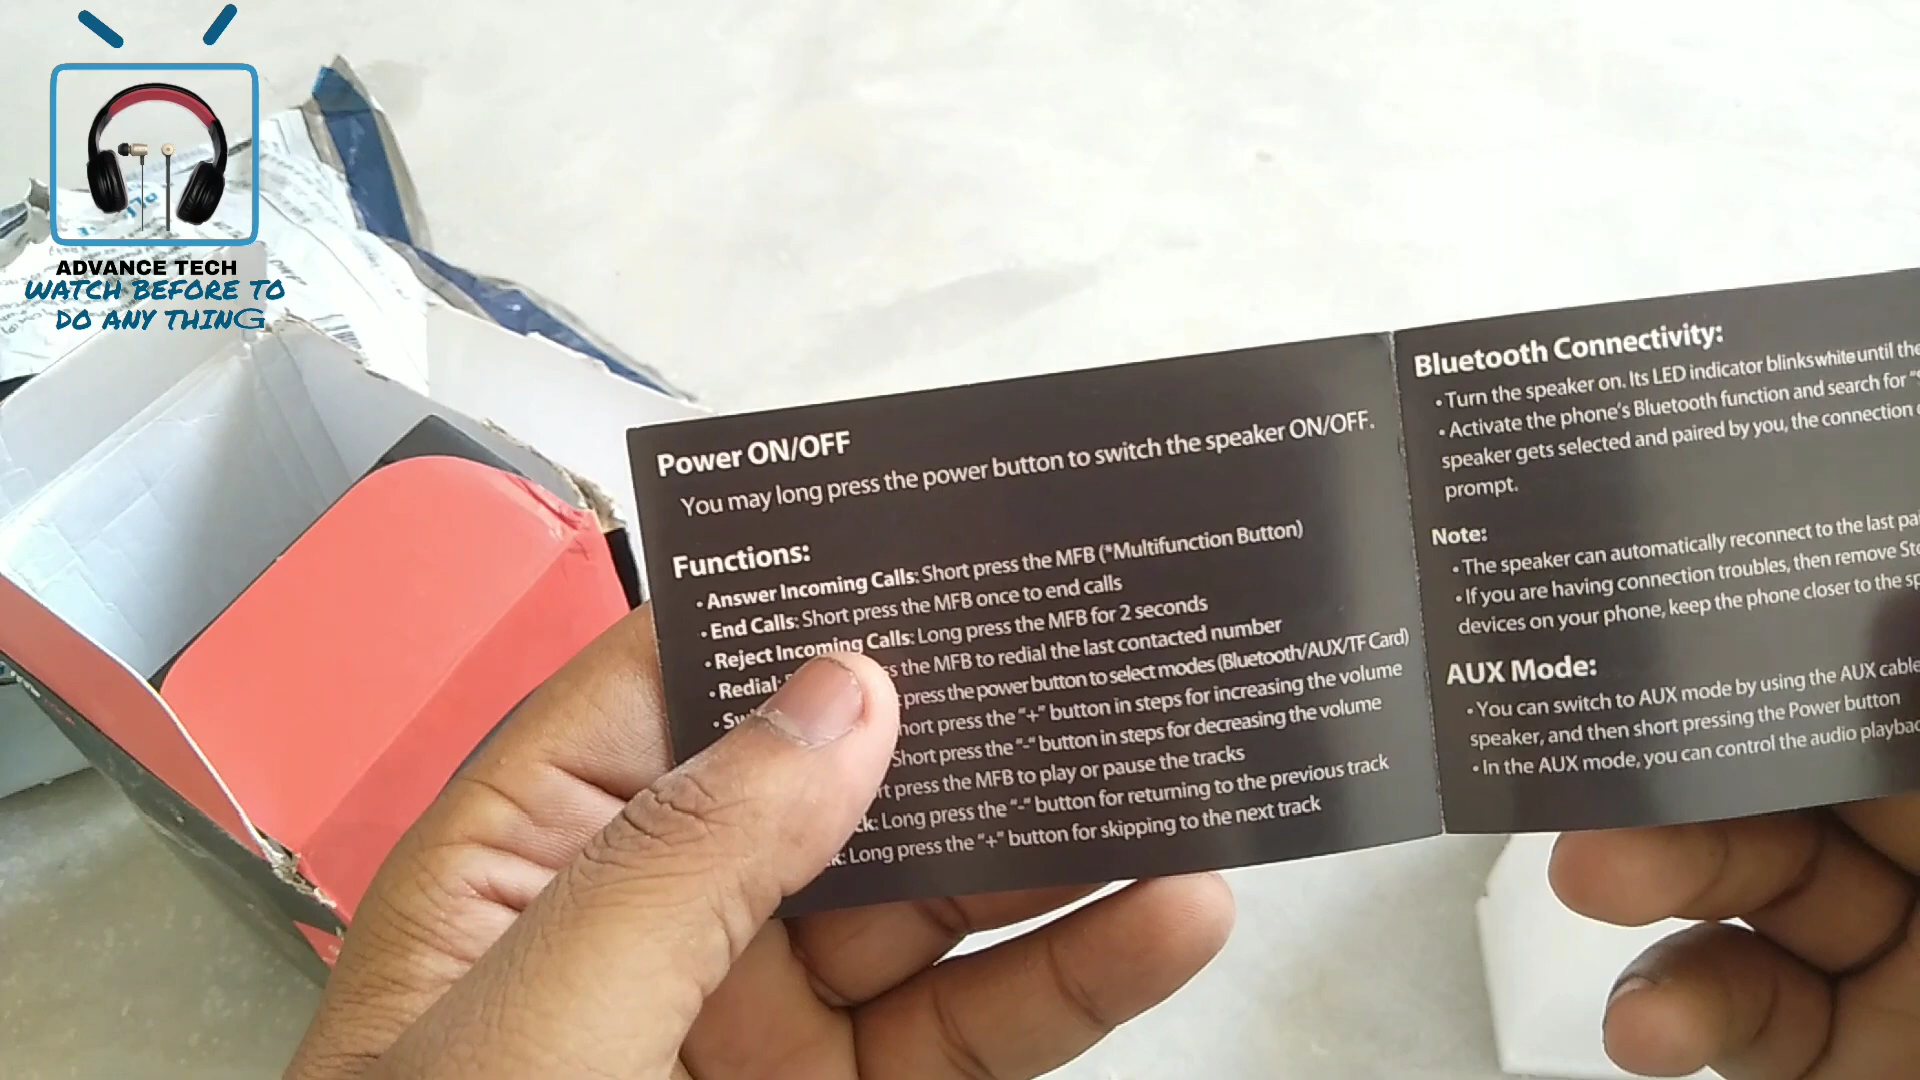 ADVANCE TECH
WATCH BEFORE TO
DO ANY THING
Power ON/OFF
You may long press the power button to switch the speaker ON/OFF.
Functions:
• Answer Incoming Calls: Short press the MFB (*Multifunction Button)
• End Calls: Short press the MFB once to end calls
• Reject Incoming Calls: Long press the MFB for 2 seconds
• Redial: the MFB to redial the last contacted number
• press the power button to select modes (Bluetooth/AUX/TF Card)
press the "+" button in steps for increasing the volume
Short press the "-" button in steps for decreasing the volume
press the MFB to play or pause the tracks
Long press the "-" button for returning to the previous track
Long press the "+" button for skipping to the next track
Bluetooth Connectivity:
• Turn the speaker on. Its LED indicator blinks white until the
• Activate the phone's Bluetooth function and search for "
speaker gets selected and paired by you, the connection
prompt.
Note:
• The speaker can automatically reconnect to the last
• If you are having connection troubles, then remove
devices on your phone, keep the phone closer to the
AUX Mode:
• You can switch to AUX mode by using the AUX cable
speaker, and then short pressing the Power button
• In the AUX mode, you can control the audio